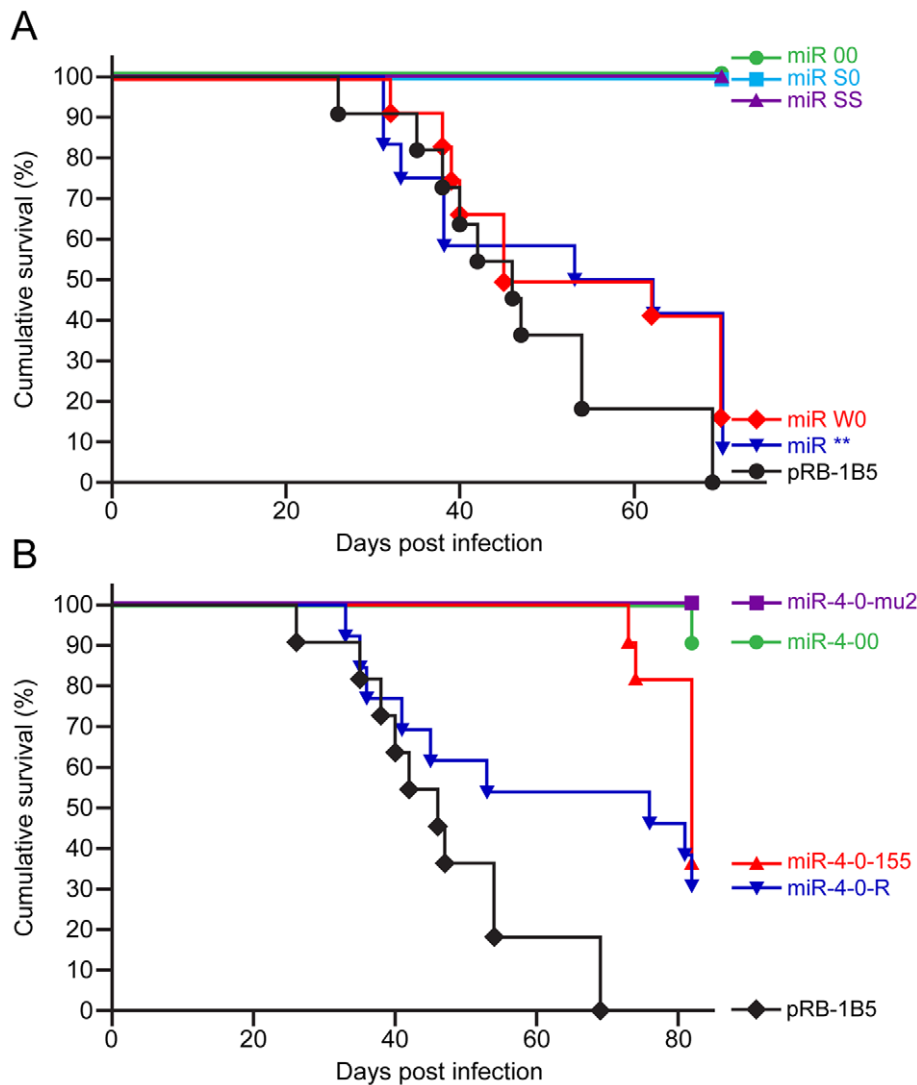 A
Cumulative survival (%)
100
90
80
70
60
50
40
30
20
10
0
0 20 40 60
Days post infection
miR 00
miR S0
miR SS
miR W0
miR **
pRB-1B5
B
Cumulative survival (%)
100
90
80
70
60
50
40
30
20
10
0
0 20 40 60 80
Days post infection
miR-4-0-mu2
miR-4-00
miR-4-0-155
miR-4-0-R
pRB-1B5